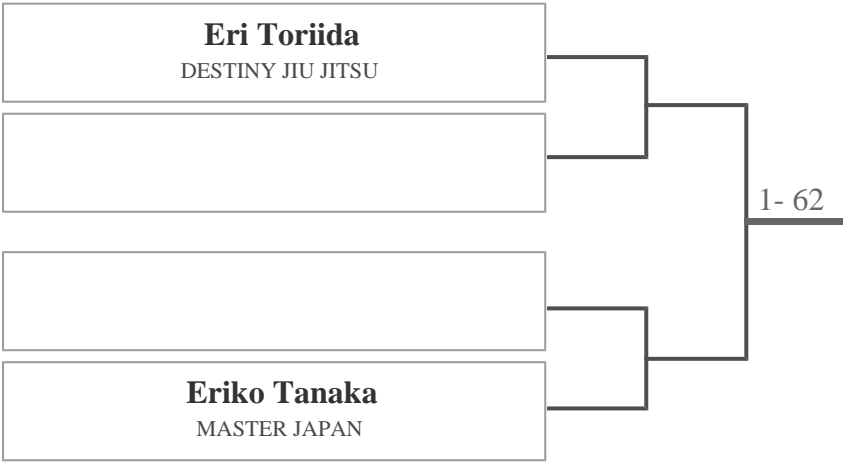 Eri Toriida
DESTINY JIU JITSU
1- 62
Eriko Tanaka
MASTER JAPAN